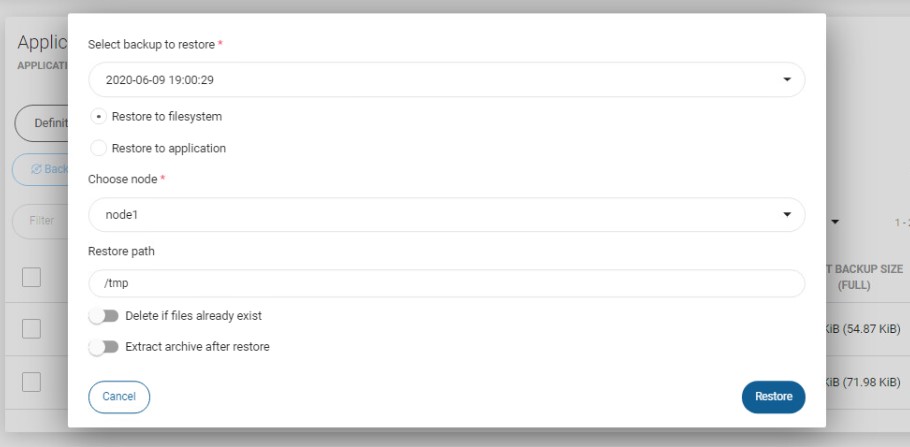 Applic
Select backup to restore *
APPLICATI
2020-06-09 19:00:29
Definit
Restore to filesystem
Restore to application
Back
Choose node *
Filter
node1
1 - 2
Restore path
T BACKUP SIZE
(FULL)
/tmp
Delete if files already exist
KiB (54.87 KiB)
Extract archive after restore
KiB (71.98 KiB)
Cancel
Restore